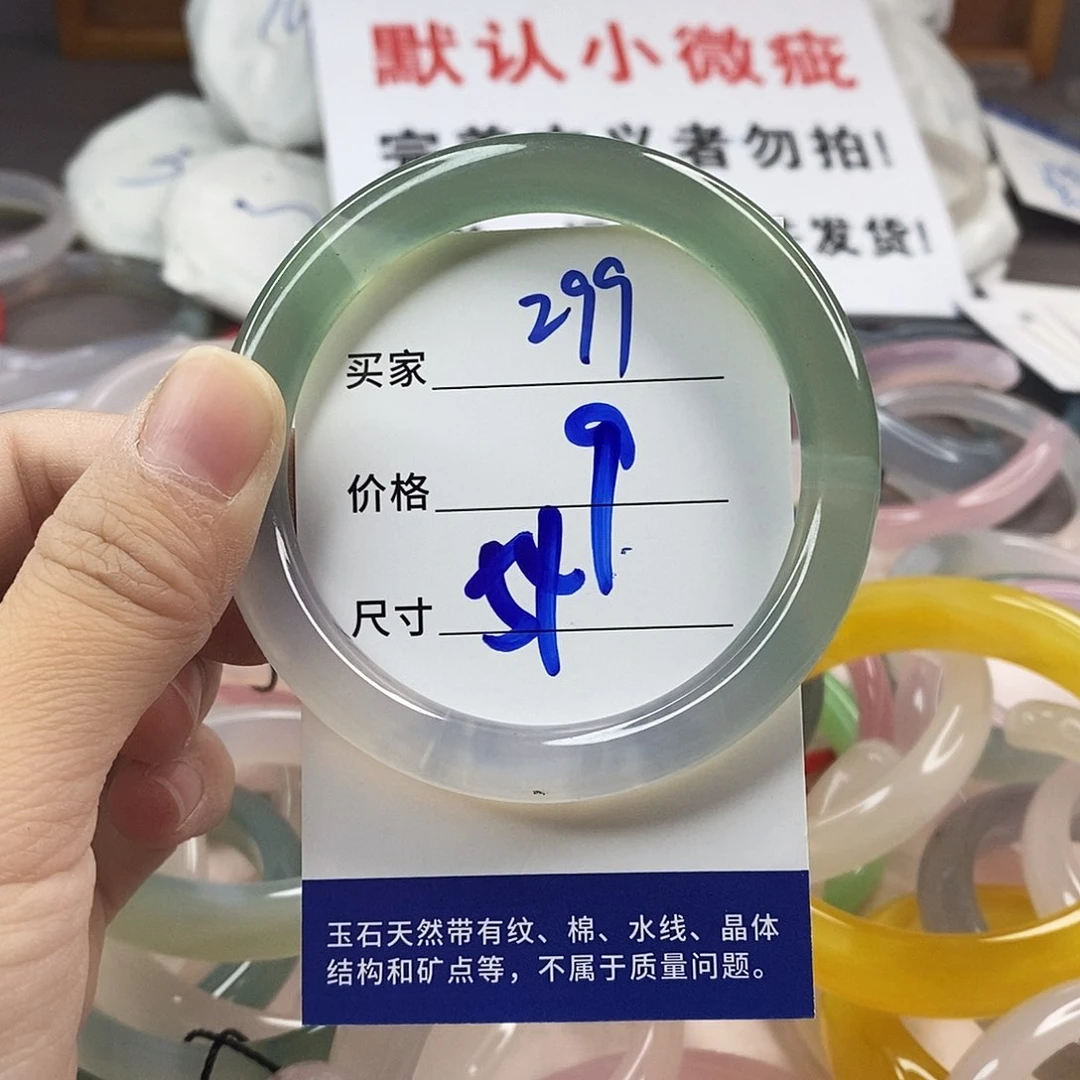 默认小微疵
者勿拍!
发货!
299
买家
9
价格
尺寸
玉石天然带有纹、棉、水线、晶体
结构和矿点等，不属于质量问题。